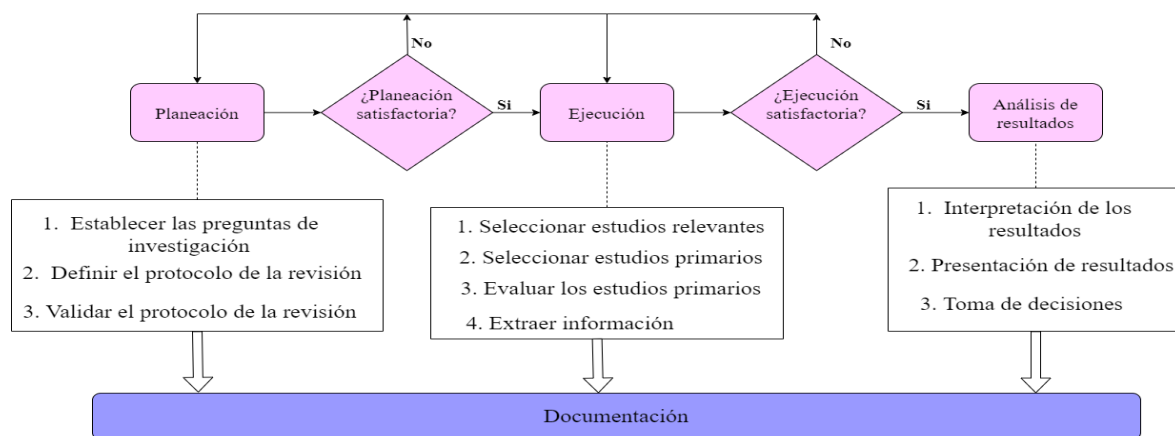 No
No
¿Planeación
satisfactoria?
¿Ejecución
satisfactoria?
Planeación
Si
Ejecución
Si
Análisis de
resultados
1. Establecer las preguntas de
investigación
2. Definir el protocolo de la revisión
3. Validar el protocolo de la revisión
1. Seleccionar estudios relevantes
2. Seleccionar estudios primarios
3. Evaluar los estudios primarios
4. Extraer información
1. Interpretación de los
resultados
2. Presentación de resultados
3. Toma de decisiones
Documentación